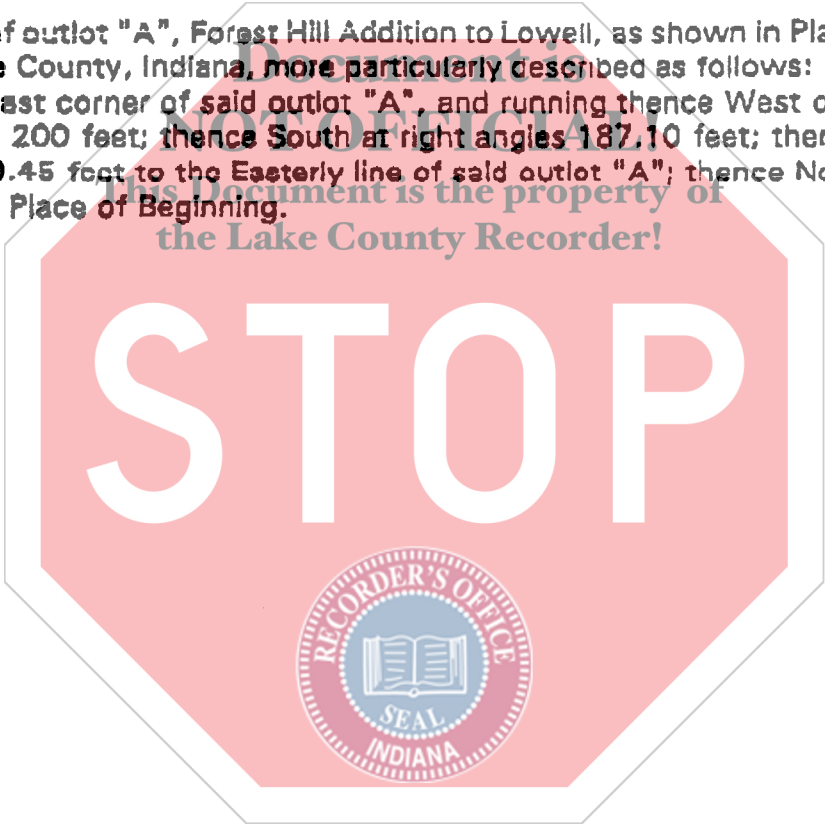 of outlot "A", Forest Hill Addition to Lowell, as shown in Pla
County, Indiana, more particularly described as follows:
ast corner of said outlot "A", and running thence West
200 feet; thence South at right angles 187.10 feet; the
.45 feet to the Easterly line of said outlot "A"; thence No
Place of Beginning.
Document is
NOT OFFICIAL!
This Document is the property of
the Lake County Recorder!
STOP
RECORDER'S OFFICE
SEAL
INDIANA